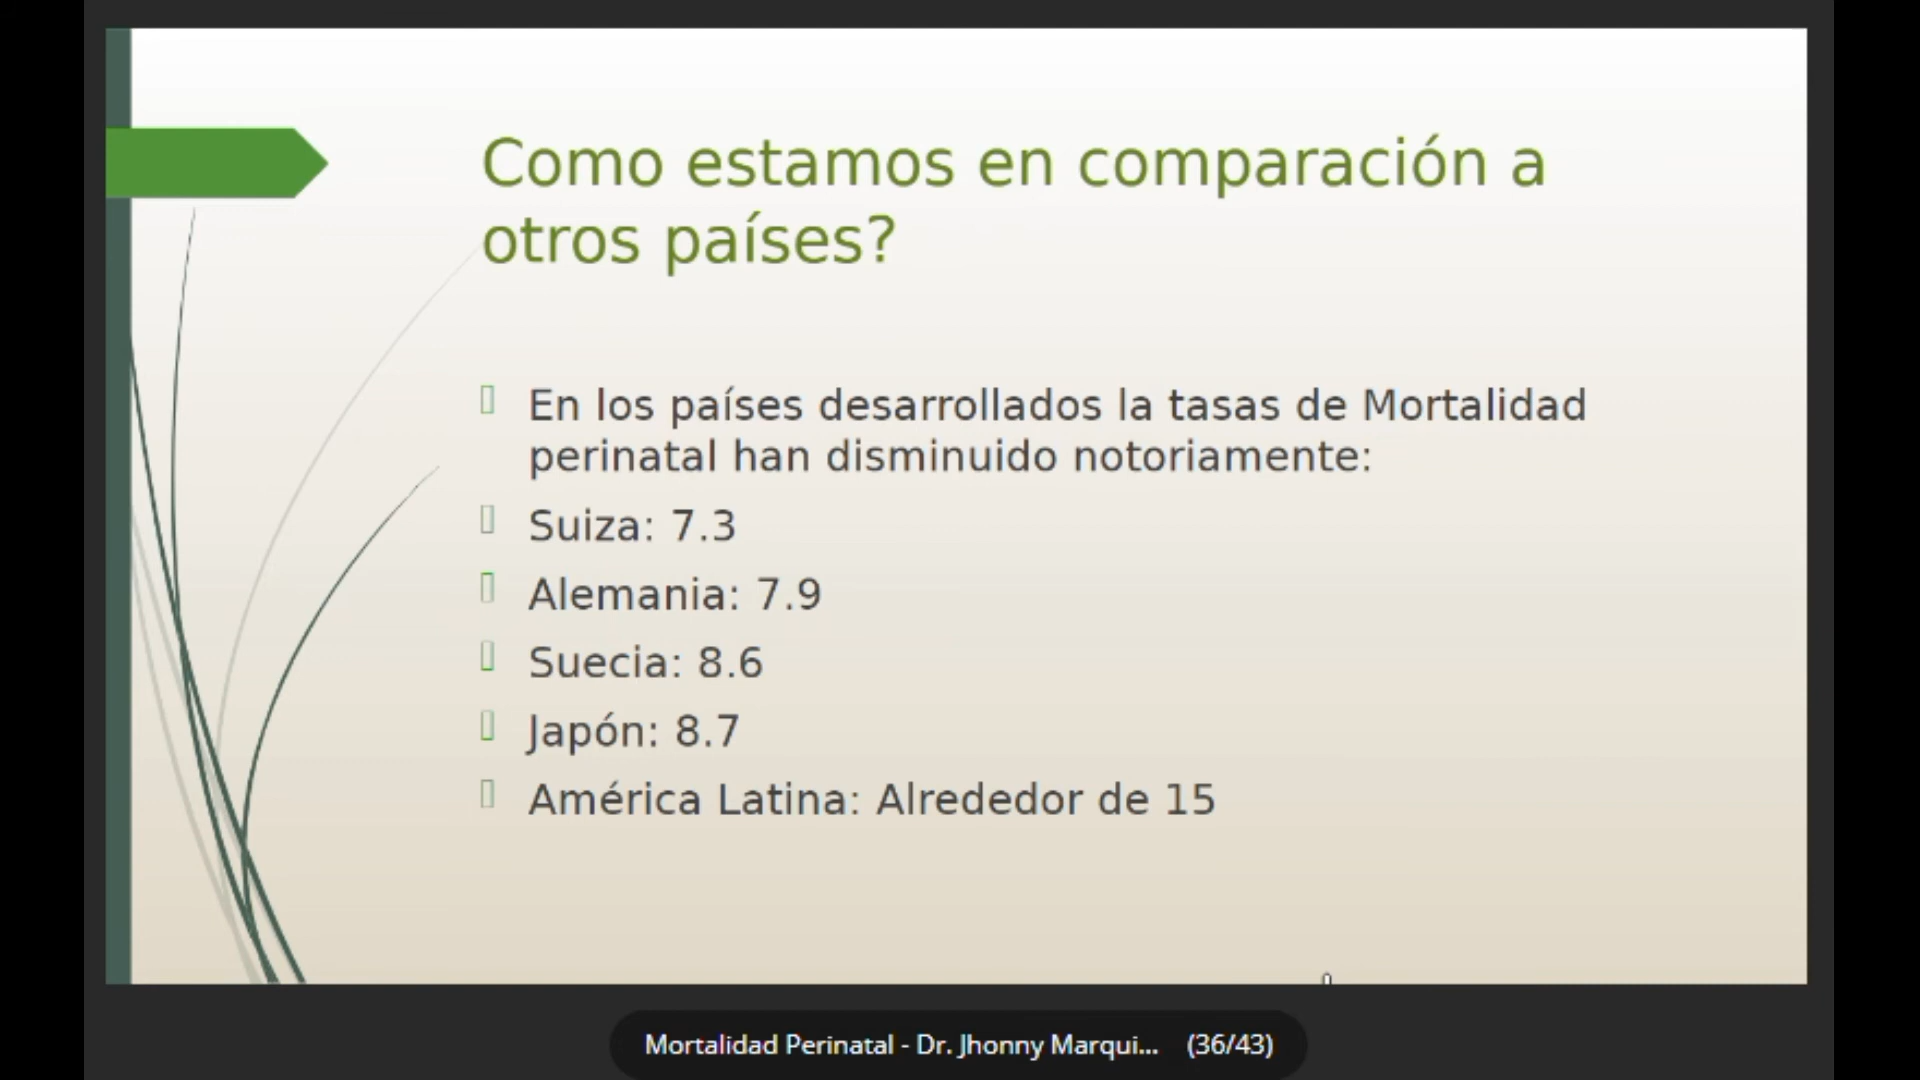 Como estamos en comparación a
otros países?
En los países desarrollados la tasas de Mortalidad
perinatal han disminuido notoriamente:
Suiza: 7.3
Alemania: 7.9
Suecia: 8.6
Japón: 8.7
América Latina: Alrededor de 15
Mortalidad Perinatal - Dr. Jhonny Marqui... (36/43)